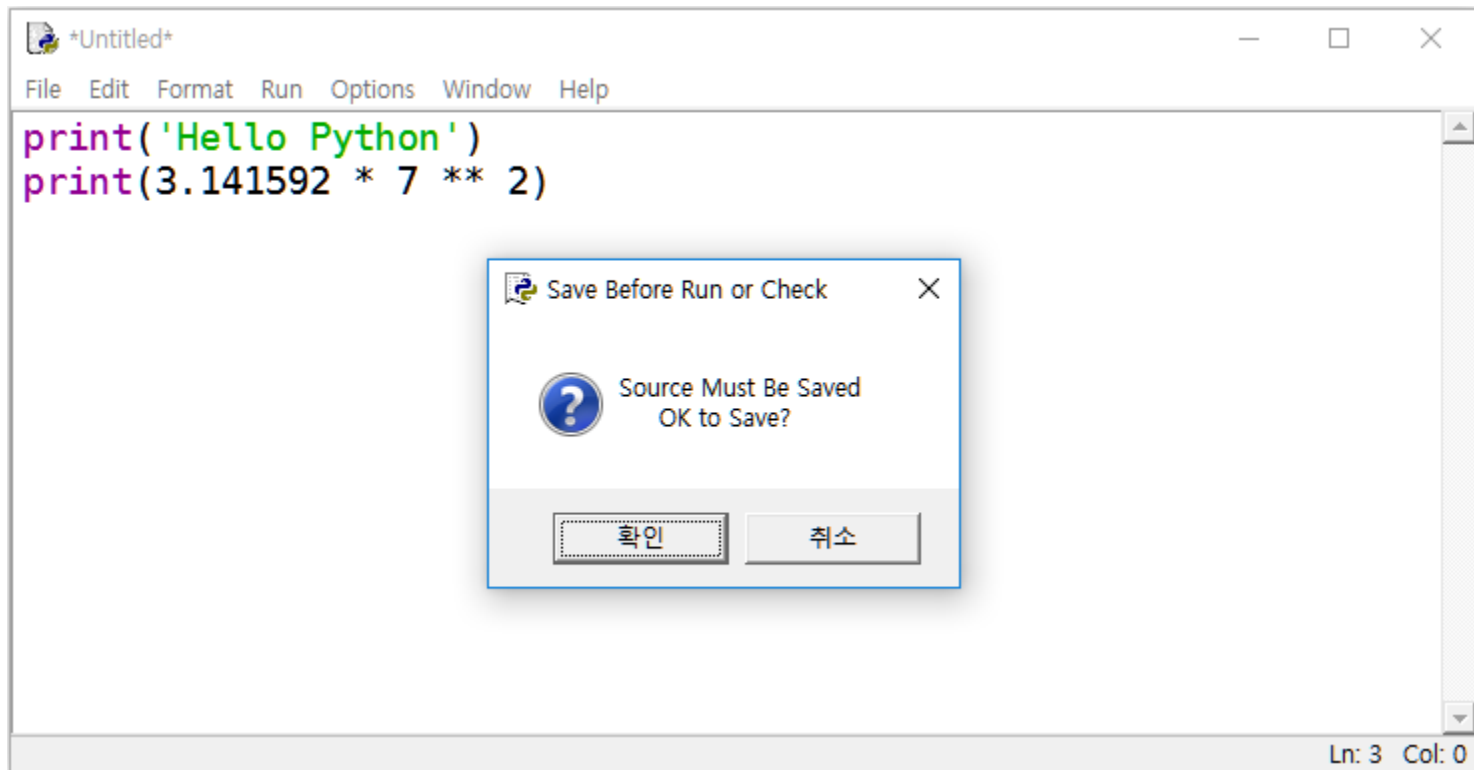 *Untitled*
File Edit Format Run Options Window Help
print('Hello Python')
print(3.141592 * 7 ** 2)
Save Before Run or Check
Source Must Be Saved
OK to Save?
확인 취소
Ln: 3 Col: 0